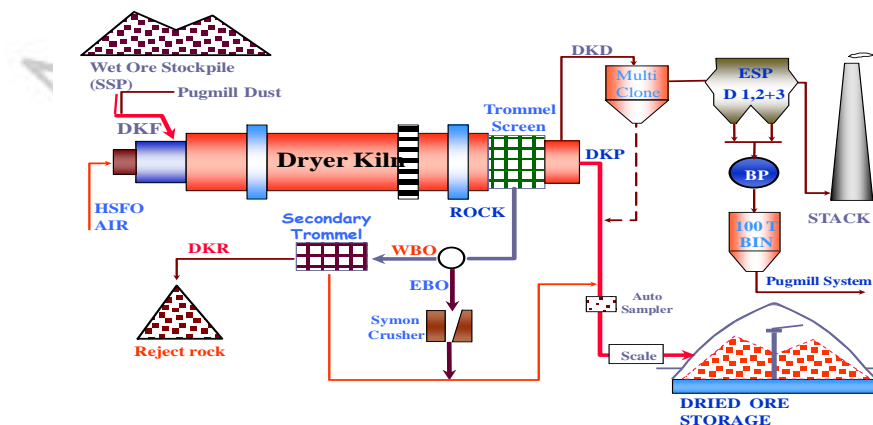 Wet Ore Stockpile
(SSP)
Pugmill Dust
DKF
DKD
Multi
Clone
ESP
D 1,2+3
Trommel
Screen
Dryer Kiln
DKP
BP
HSFO
AIR
ROCK
STACK
Secondary
Trommel
DKR
WBO
EBO
100 T
BIN
Pugmill System
Auto
Sampler
Symon
Crusher
Reject rock
Scale
DRIED ORE
STORAGE